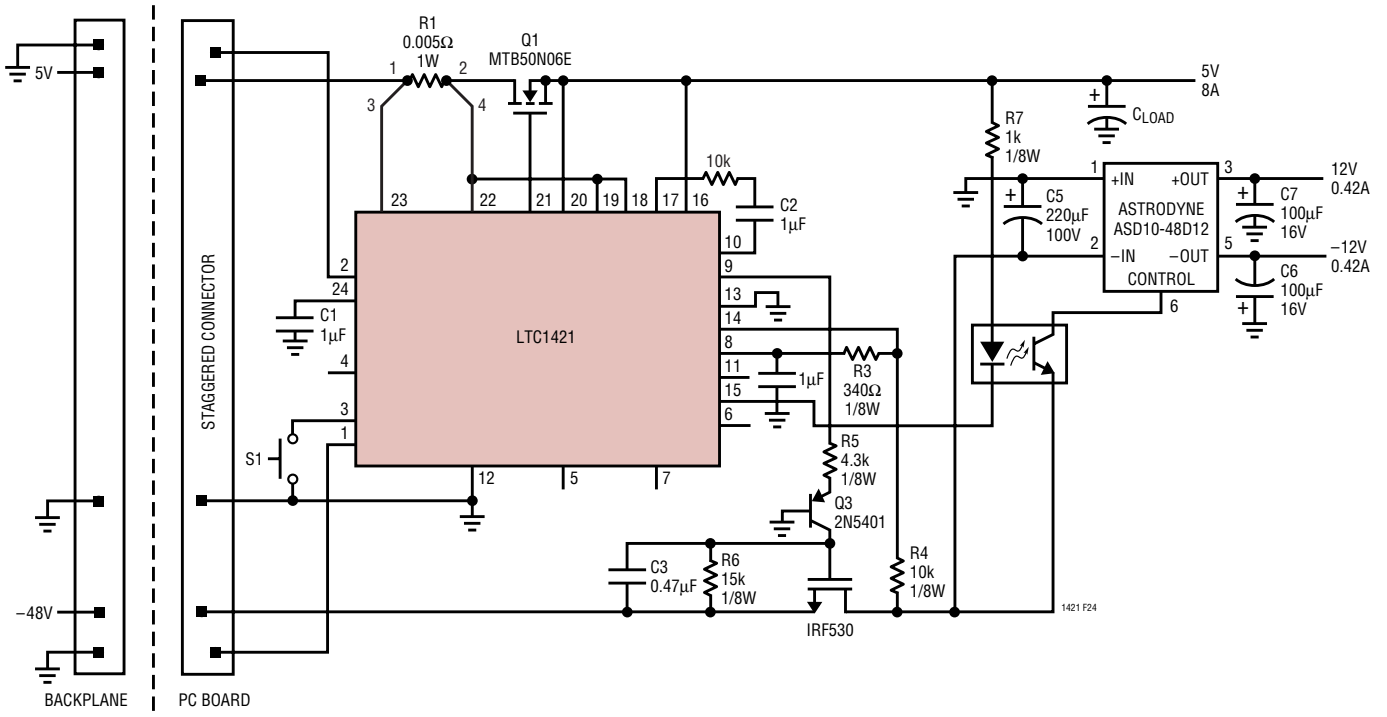 R1
0.005Ω
1W
Q1
MTB50N06E
1
2
3
4
5V
5V
8A
+
CLOAD
R7
1k
1/8W
10k
C2
1µF
23
22
21
20
19
18
17
16
10
9
13
14
8
11
15
6
2
24
4
3
1
12
5
7
LTC1421
C1
1µF
S1
STAGGERED CONNECTOR
1µF
R3
340Ω
1/8W
R5
4.3k
1/8W
Q3
2N5401
C3
0.47µF
R6
15k
1/8W
IRF530
R4
10k
1/8W
+
C5
220µF
100V
1
+IN
+OUT
3
ASTRODYNE
ASD10-48D12
2
–IN
–OUT
5
CONTROL
6
12V
0.42A
+
C7
100µF
16V
–12V
0.42A
C6
100µF
16V
+
–48V
1421 F24
BACKPLANE
PC BOARD